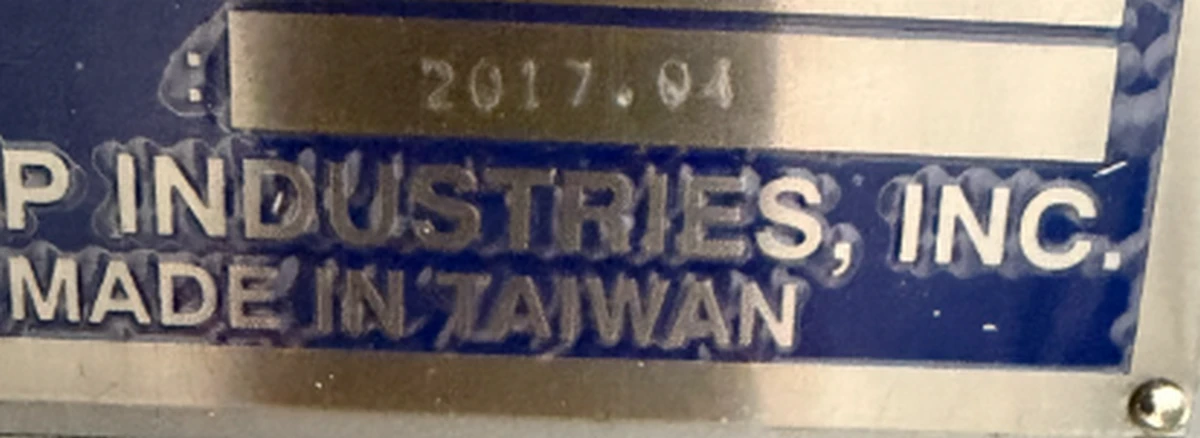 : 2017.04
P INDUSTRIES, INC.
MADE IN TAIWAN